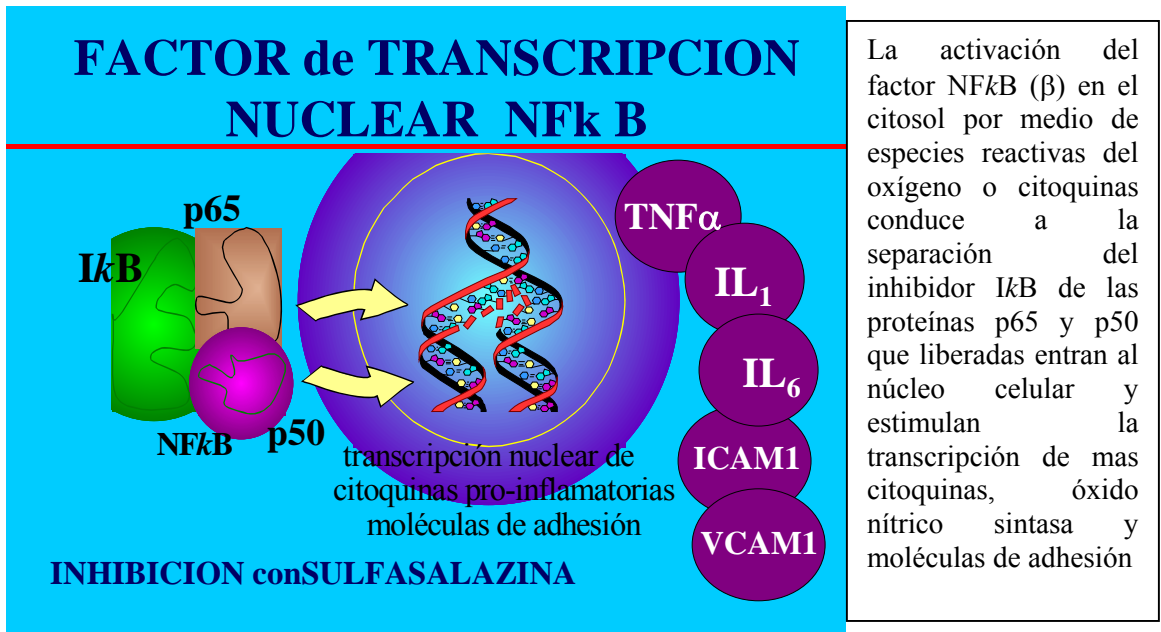 FACTOR de TRANSCRIPCION
NUCLEAR NFk B
p65
IkB
NFkB
p50
TNFα
IL1
IL6
ICAM1
VCAM1
transcripción nuclear de
citoquinas pro-inflamatorias
moléculas de adhesión
INHIBICION conSULFASALAZINA
La activación del
factor NFkB (β) en el
citosol por medio de
especies reactivas del
oxígeno o citoquinas
conduce a la
separación del
inhibidor IkB de las
proteínas p65 y p50
que liberadas entran al
núcleo celular y
estimulan la
transcripción de mas
citoquinas, óxido
nítrico sintasa y
moléculas de adhesión